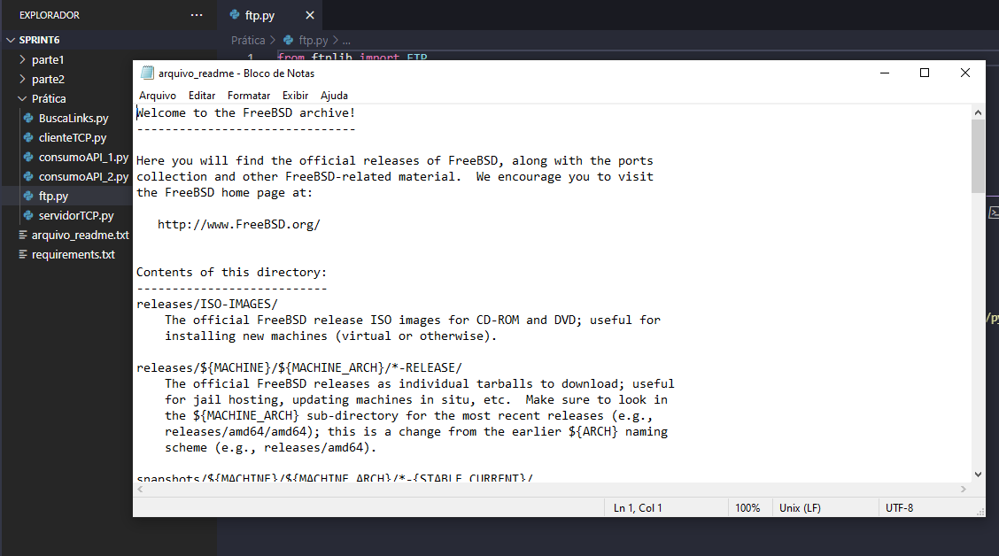 EXPLORADOR
···
ftp.py
SPRINT6
Prática > ftp.py > ...
parte1
1 from ftplib import FTP
parte2
Prática
BuscaLinks.py
clienteTCP.py
consumoAPI_1.py
consumoAPI_2.py
ftp.py
servidorTCP.py
arquivo_readme.txt
requirements.txt
arquivo_readme - Bloco de Notas
Arquivo Editar Formatar Exibir Ajuda
Welcome to the FreeBSD archive!
-------------------------------
Here you will find the official releases of FreeBSD, along with the ports
collection and other FreeBSD-related material.  We encourage you to visit
the FreeBSD home page at:
http://www.FreeBSD.org/
Contents of this directory:
---------------------------
releases/ISO-IMAGES/
The official FreeBSD release ISO images for CD-ROM and DVD; useful for
installing new machines (virtual or otherwise).
releases/${MACHINE}/${MACHINE_ARCH}/*-RELEASE/
The official FreeBSD releases as individual tarballs to download; useful
for jail hosting, updating machines in situ, etc.  Make sure to look in
the ${MACHINE_ARCH} sub-directory for the most recent releases (e.g.,
releases/amd64/amd64); this is a change from the earlier ${ARCH} naming
scheme (e.g., releases/amd64).
snapshots/${MACHINE}/${MACHINE_ARCH}/*-{STABLE,CURRENT}/
Ln 1, Col 1
100%
Unix (LF)
UTF-8
/py